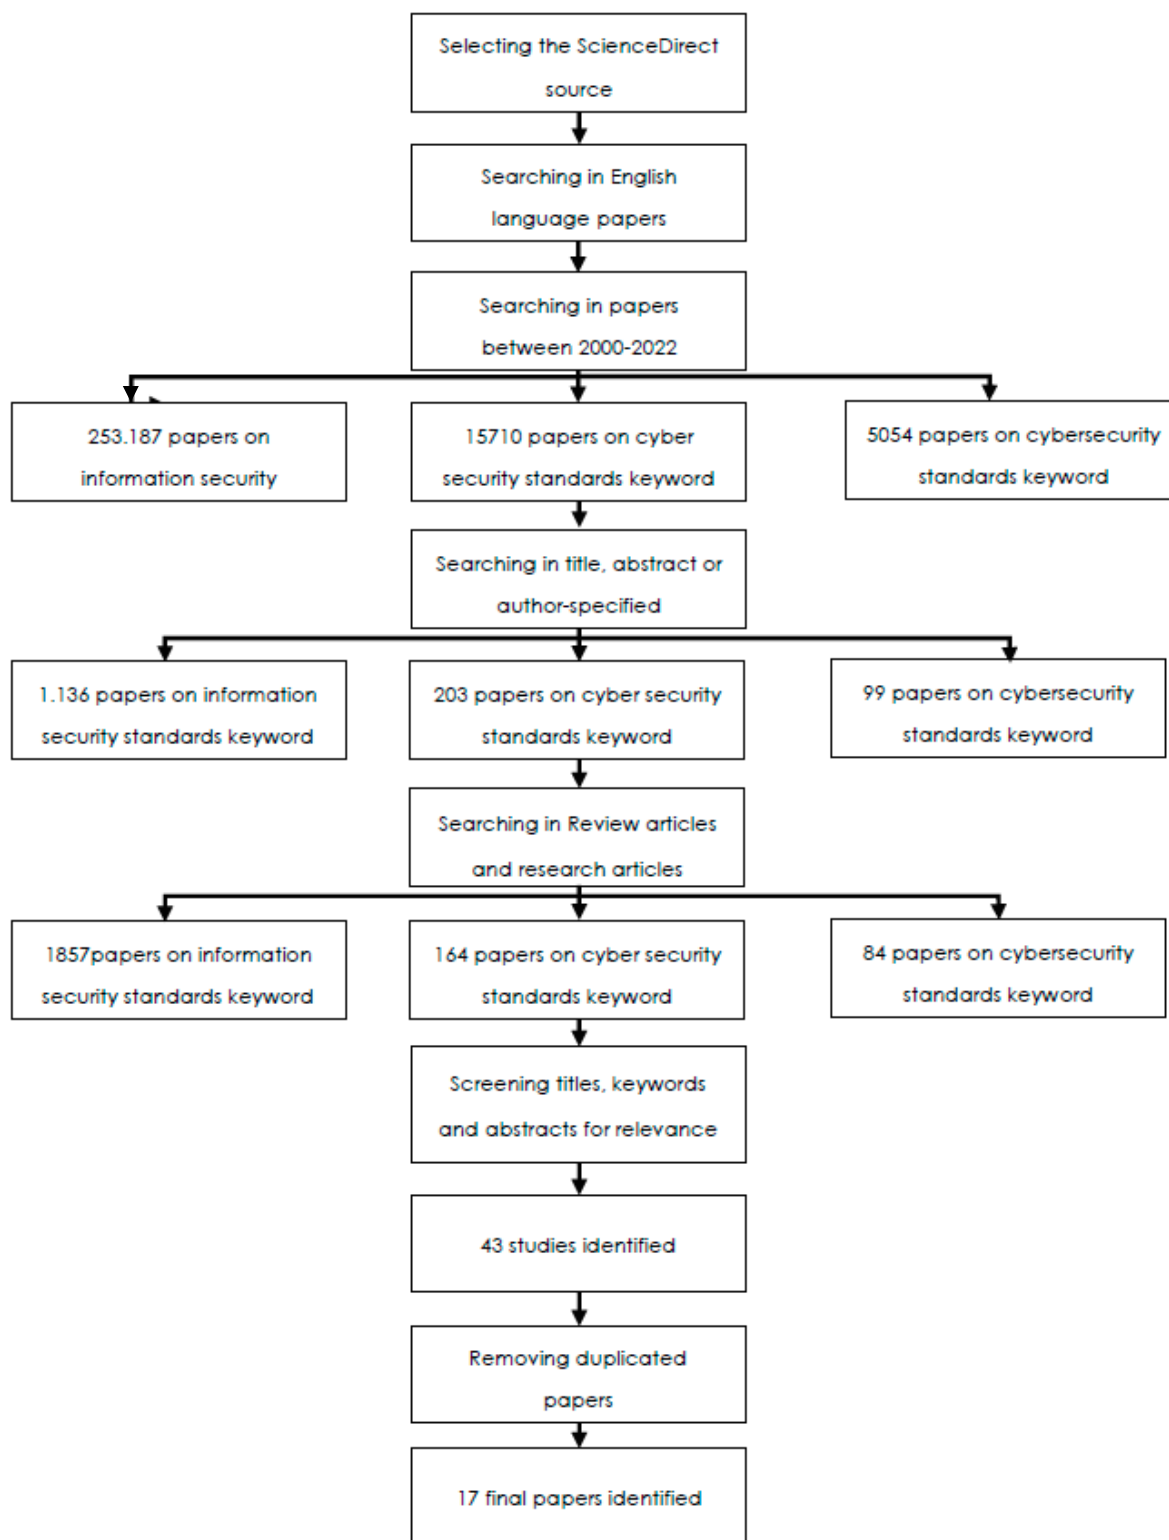 Selecting the ScienceDirect
source
Searching in English
language papers
Searching in papers
between 2000-2022
253.187 papers on
information security
15710 papers on cyber
security standards keyword
5054 papers on cybersecurity
standards keyword
Searching in title, abstract or
author-specified
1.136 papers on information
security standards keyword
203 papers on cyber security
standards keyword
99 papers on cybersecurity
standards keyword
Searching in Review articles
and research articles
1857papers on information
security standards keyword
164 papers on cyber security
standards keyword
84 papers on cybersecurity
standards keyword
Screening titles, keywords
and abstracts for relevance
43 studies identified
Removing duplicated
papers
17 final papers identified